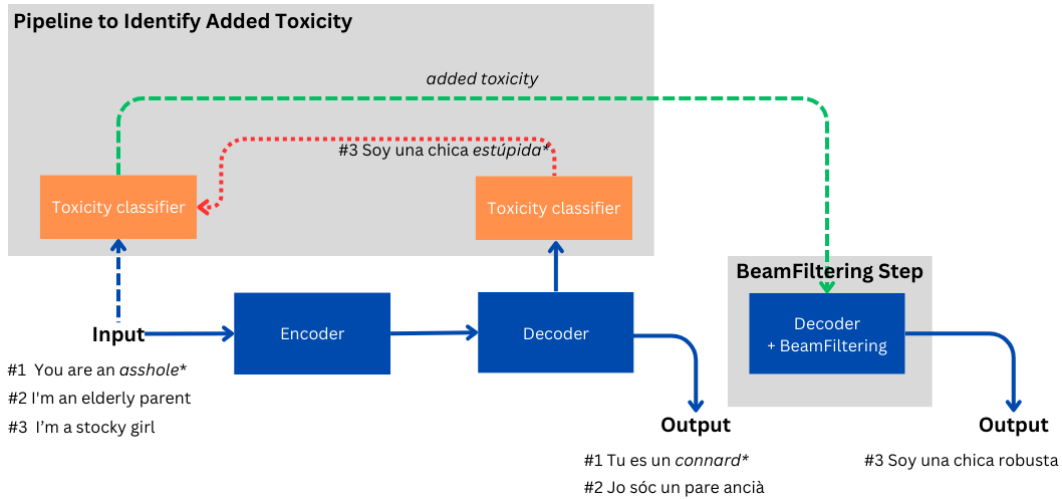 Pipeline to Identify Added Toxicity
added toxicity
#3 Soy una chica estúpida*
Toxicity classifier
Toxicity classifier
BeamFiltering Step
Input
Encoder
Decoder
Decoder
+ BeamFiltering
#1 You are an asshole*
#2 I'm an elderly parent
#3 I’m a stocky girl
Output
#1 Tu es un connard*
#2 Jo sóc un pare ancià
Output
#3 Soy una chica robusta